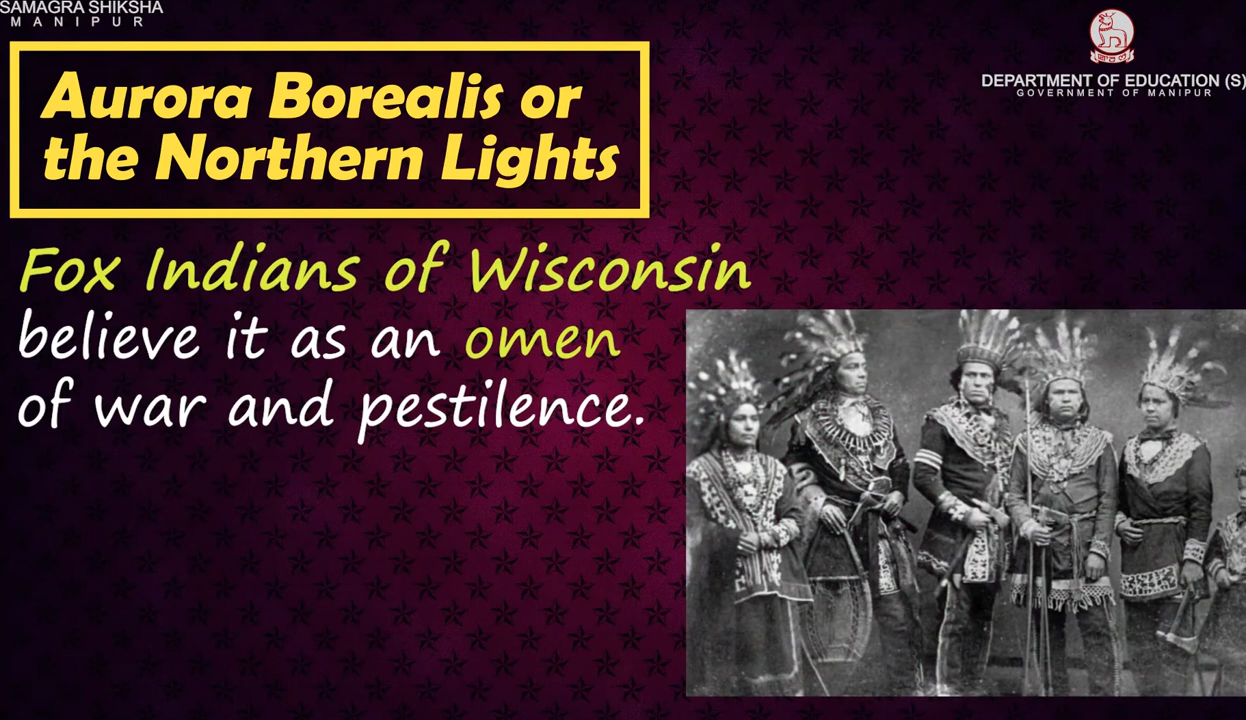 SAMAGRA SHIKSHA
MANIPUR
DEPARTMENT OF EDUCATION (S)
GOVERNMENT OF MANIPUR
Aurora Borealis or
the Northern Lights
Fox Indians of Wisconsin
believe it as an omen
of war and pestilence.